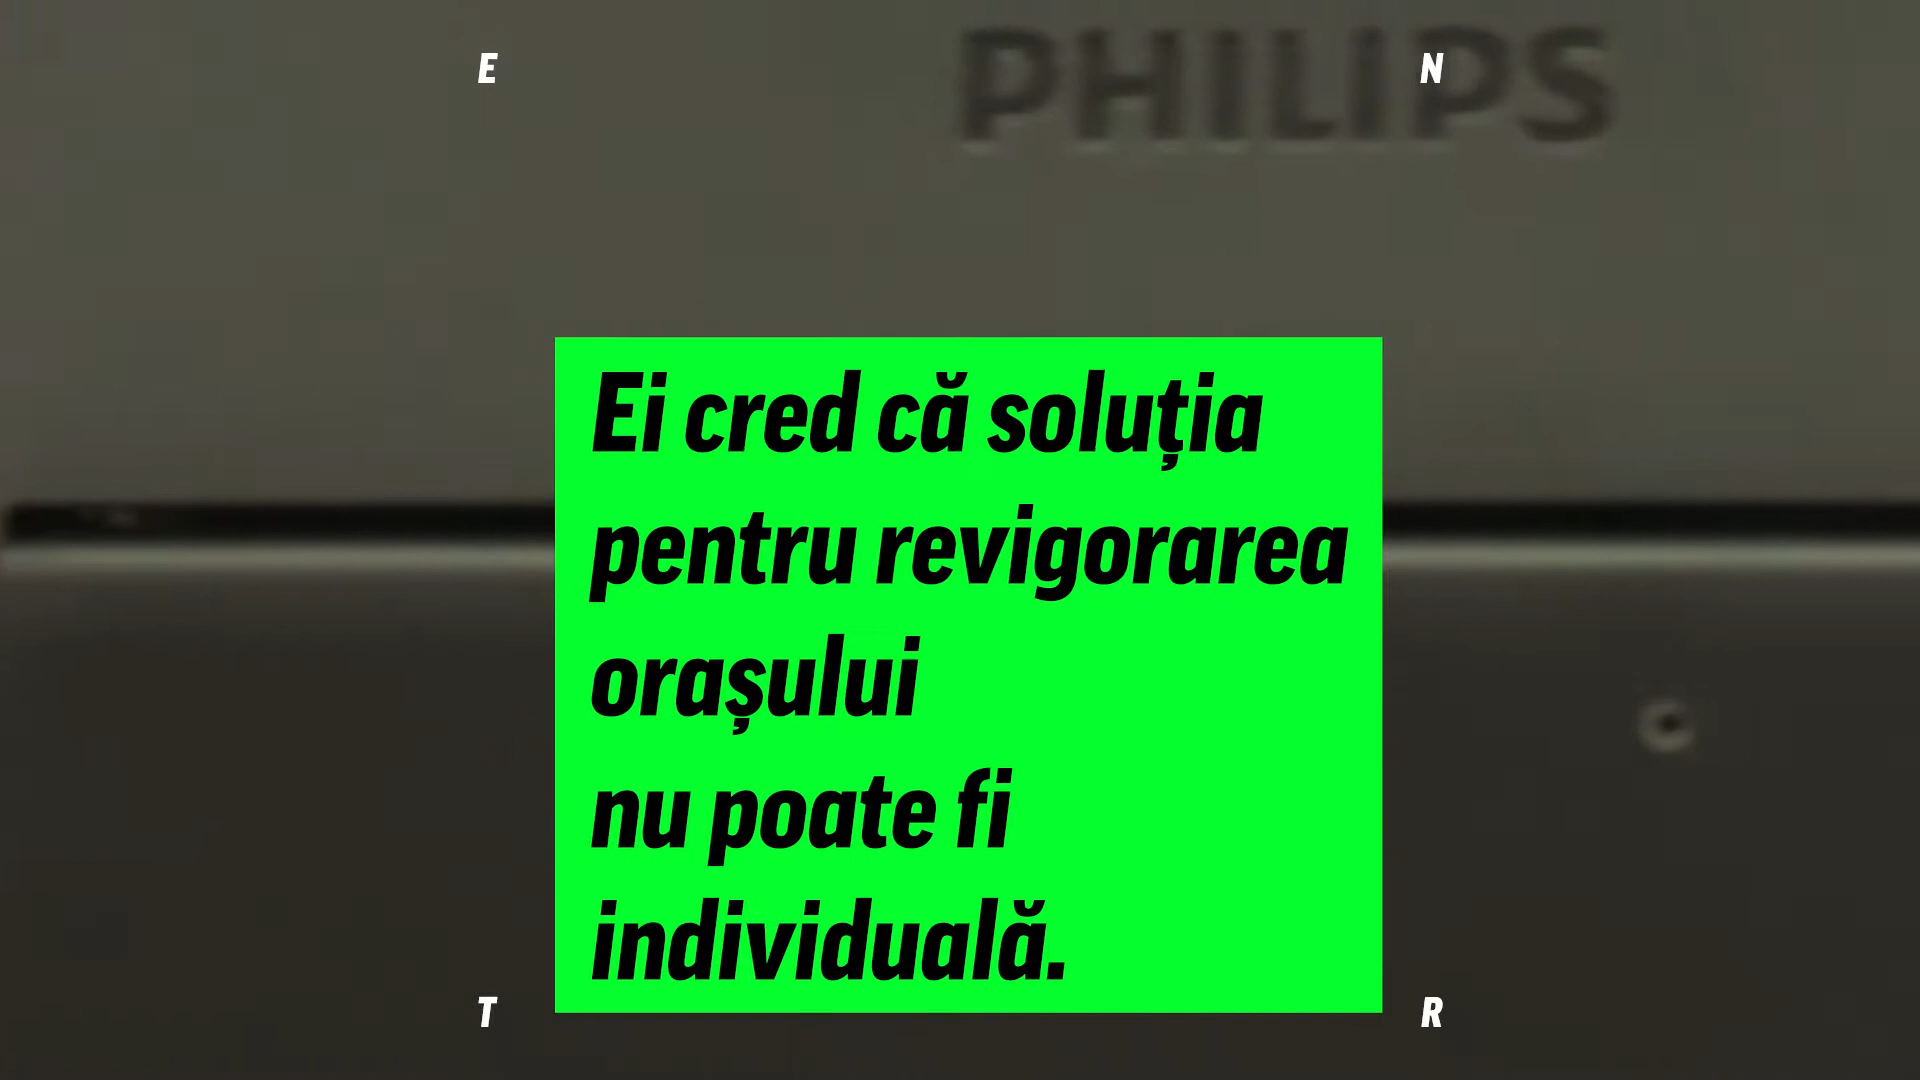 E N
PHILIPS
Ei cred că soluția
pentru revigorarea
orașului
nu poate fi
individuală.
T R